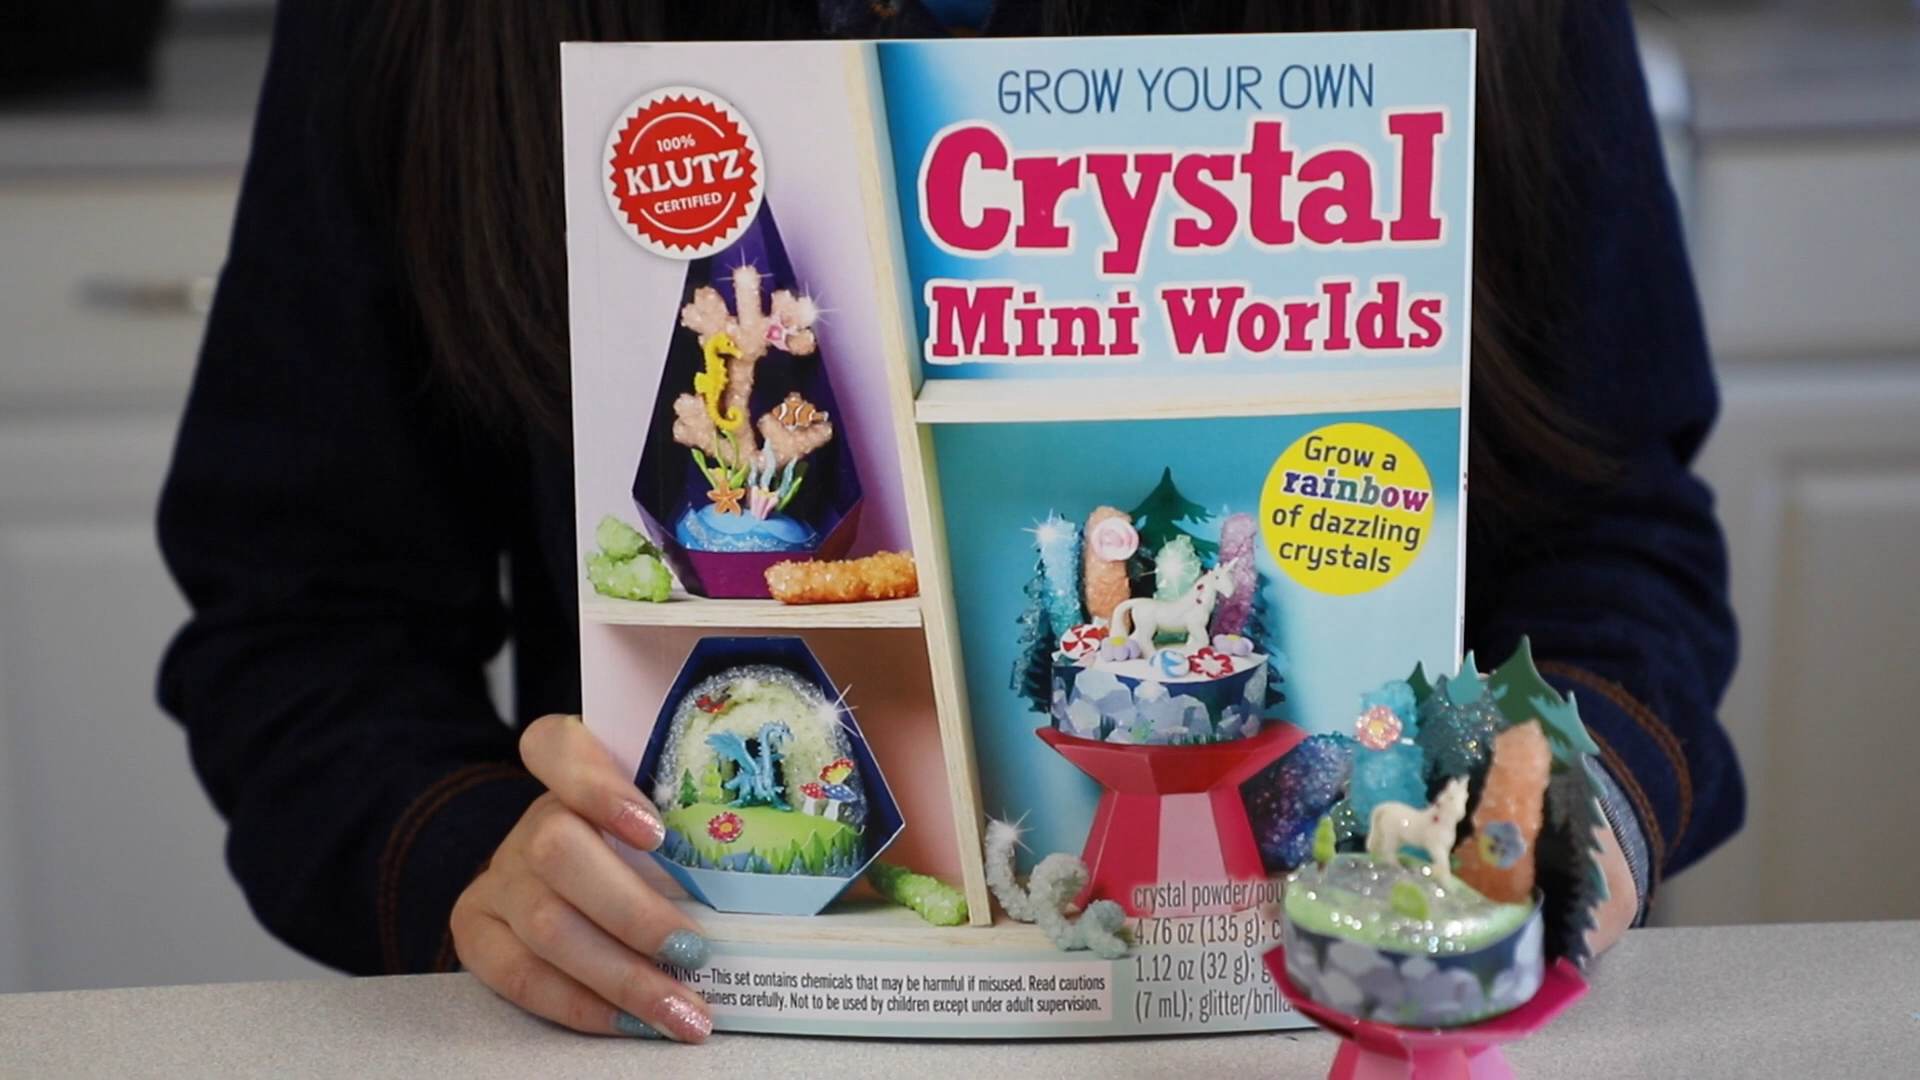 100%
KLUTZ
CERTIFIED
GROW YOUR OWN
Crystal
Mini Worlds
Grow a
rainbow
of dazzling
crystals
crystal powder/pou
4.76 oz (135 g); c
1.12 oz (32 g); g
(7 mL); glitter/brilla
RNING—This set contains chemicals that may be harmful if misused. Read cautions
tainers carefully. Not to be used by children except under adult supervision.